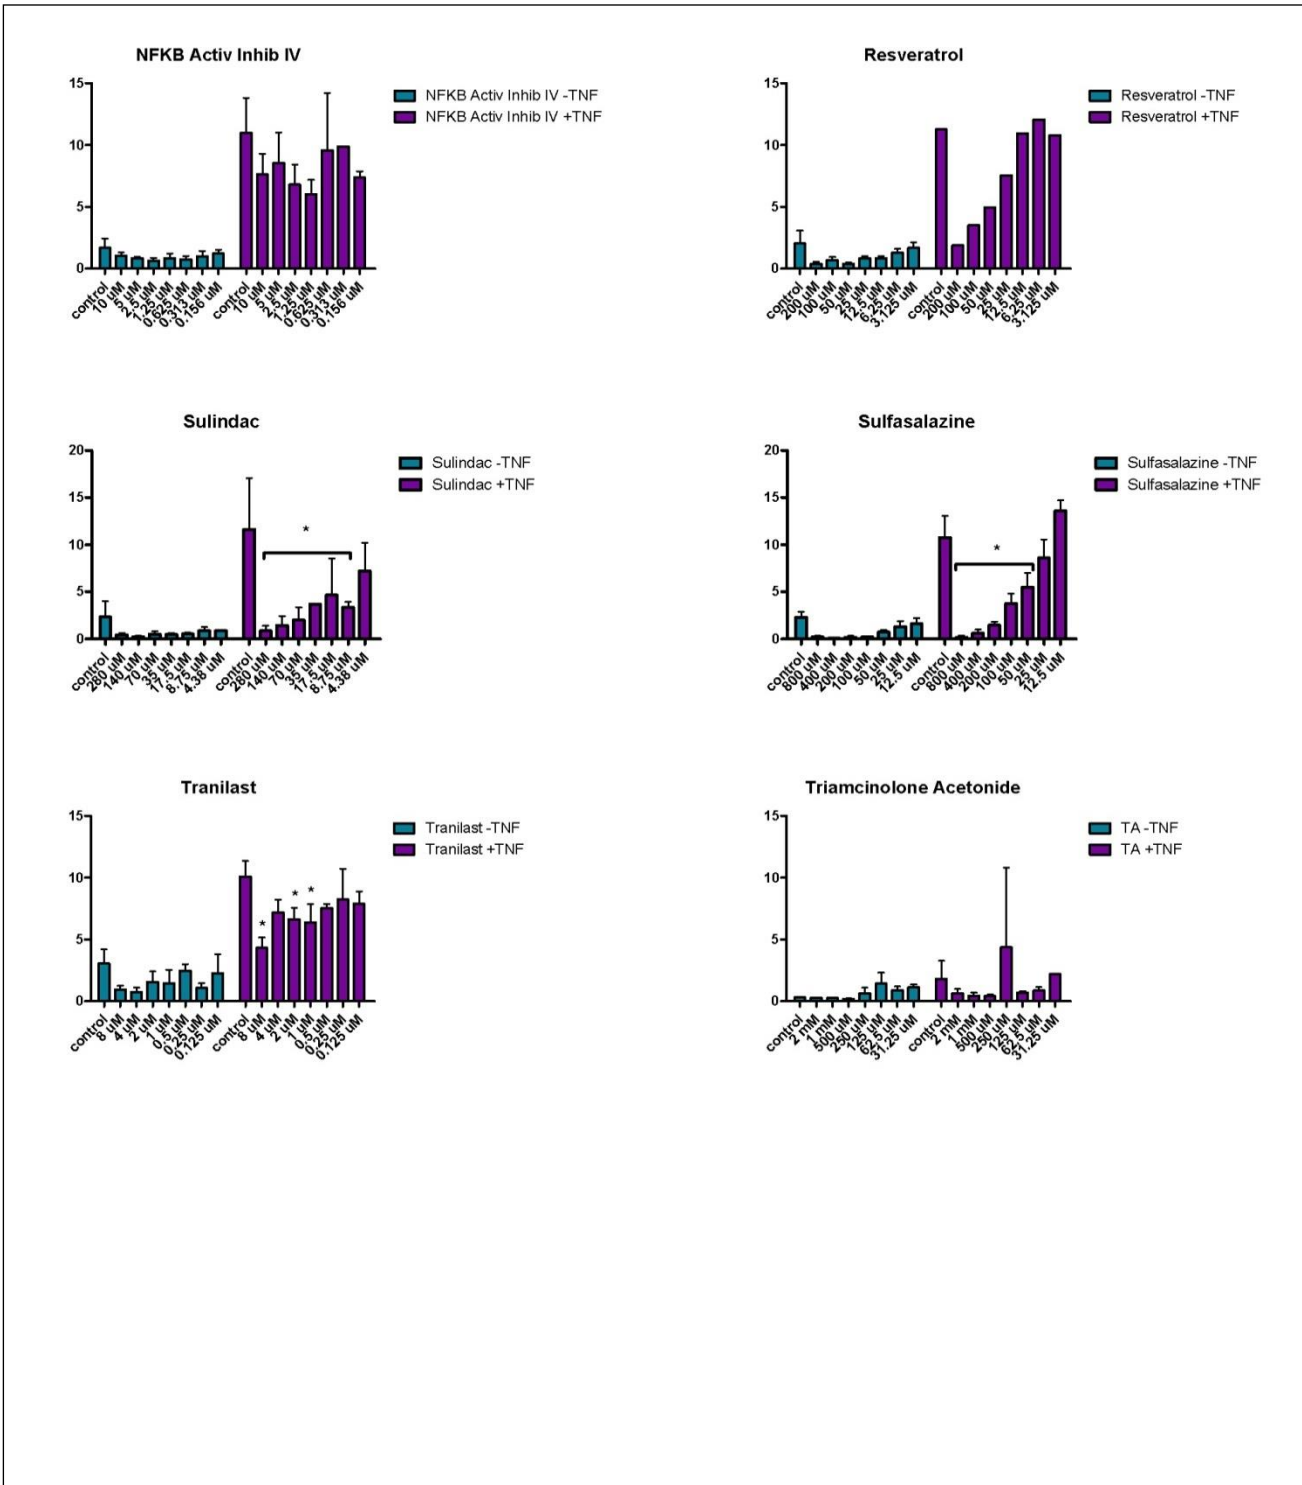 NFKB Activ Inhib IV
15
10
5
0
NFKB Activ Inhib IV -TNF
NFKB Activ Inhib IV +TNF
control
10 uM
5 uM
2.5 uM
1.25 uM
0.625 uM
0.313 uM
0.156 uM
control
10 uM
5 uM
2.5 uM
1.25 uM
0.625 uM
0.313 uM
0.156 uM
Resveratrol
15
10
5
0
Resveratrol -TNF
Resveratrol +TNF
control
200 uM
100 uM
50 uM
25 uM
12.5 uM
6.25 uM
3.125 uM
control
200 uM
100 uM
50 uM
25 uM
12.5 uM
6.25 uM
3.125 uM
Sulindac
20
15
10
5
0
Sulindac -TNF
Sulindac +TNF
*
control
280 uM
140 uM
70 uM
35 uM
17.5 uM
8.75 uM
4.38 uM
control
280 uM
140 uM
70 uM
35 uM
17.5 uM
8.75 uM
4.38 uM
Sulfasalazine
20
15
10
5
0
Sulfasalazine -TNF
Sulfasalazine +TNF
*
control
800 uM
400 uM
200 uM
100 uM
50 uM
25 uM
12.5 uM
control
800 uM
400 uM
200 uM
100 uM
50 uM
25 uM
12.5 uM
Tranilast
15
10
5
0
Tranilast -TNF
Tranilast +TNF
*
*
*
control
8 uM
4 uM
2 uM
1 uM
0.5 uM
0.25 uM
0.125 uM
control
8 uM
4 uM
2 uM
1 uM
0.5 uM
0.25 uM
0.125 uM
Triamcinolone Acetonide
15
10
5
0
TA -TNF
TA +TNF
control
2 mM
1 mM
500 uM
250 uM
125 uM
62.5 uM
31.25 uM
control
2 mM
1 mM
500 uM
250 uM
125 uM
62.5 uM
31.25 uM